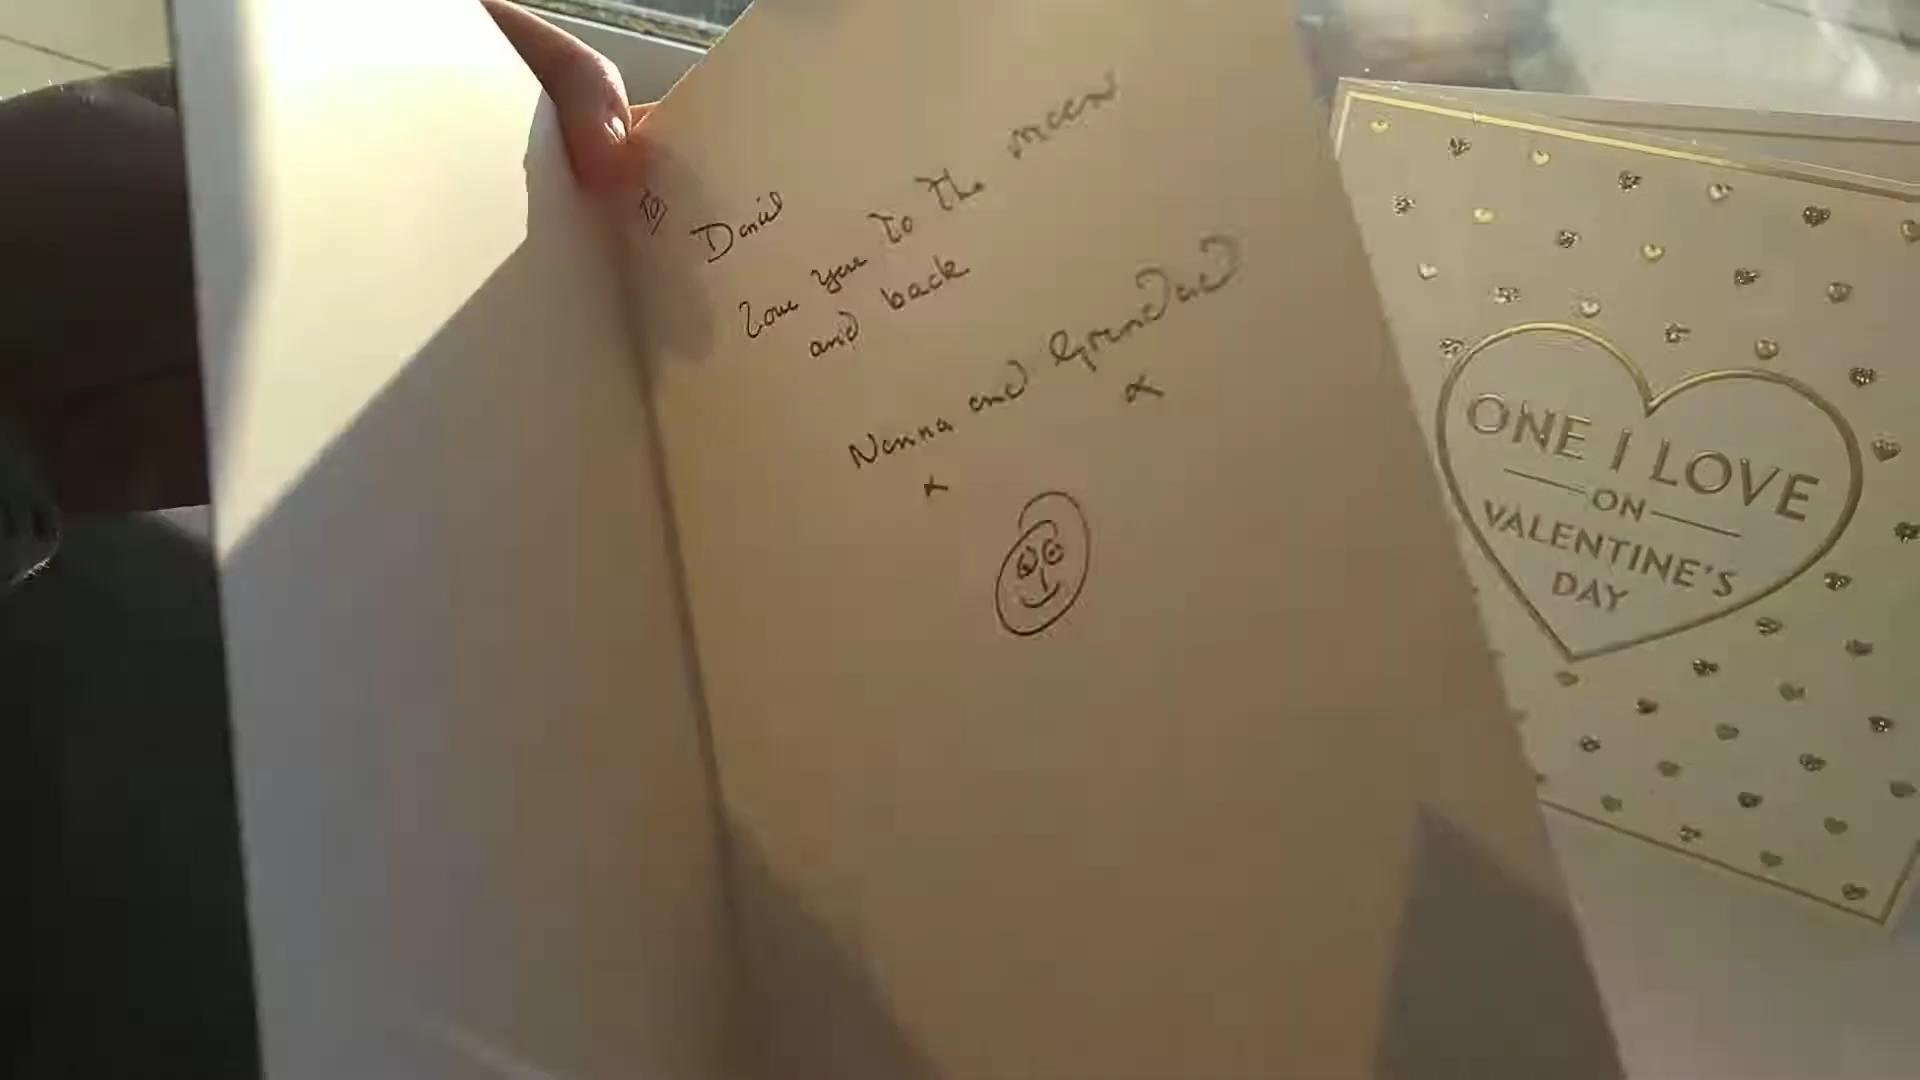 To
Daniel
Love you to the moon
and back
Nanna and Grandad
x x
ONE I LOVE
ON
VALENTINE'S
DAY